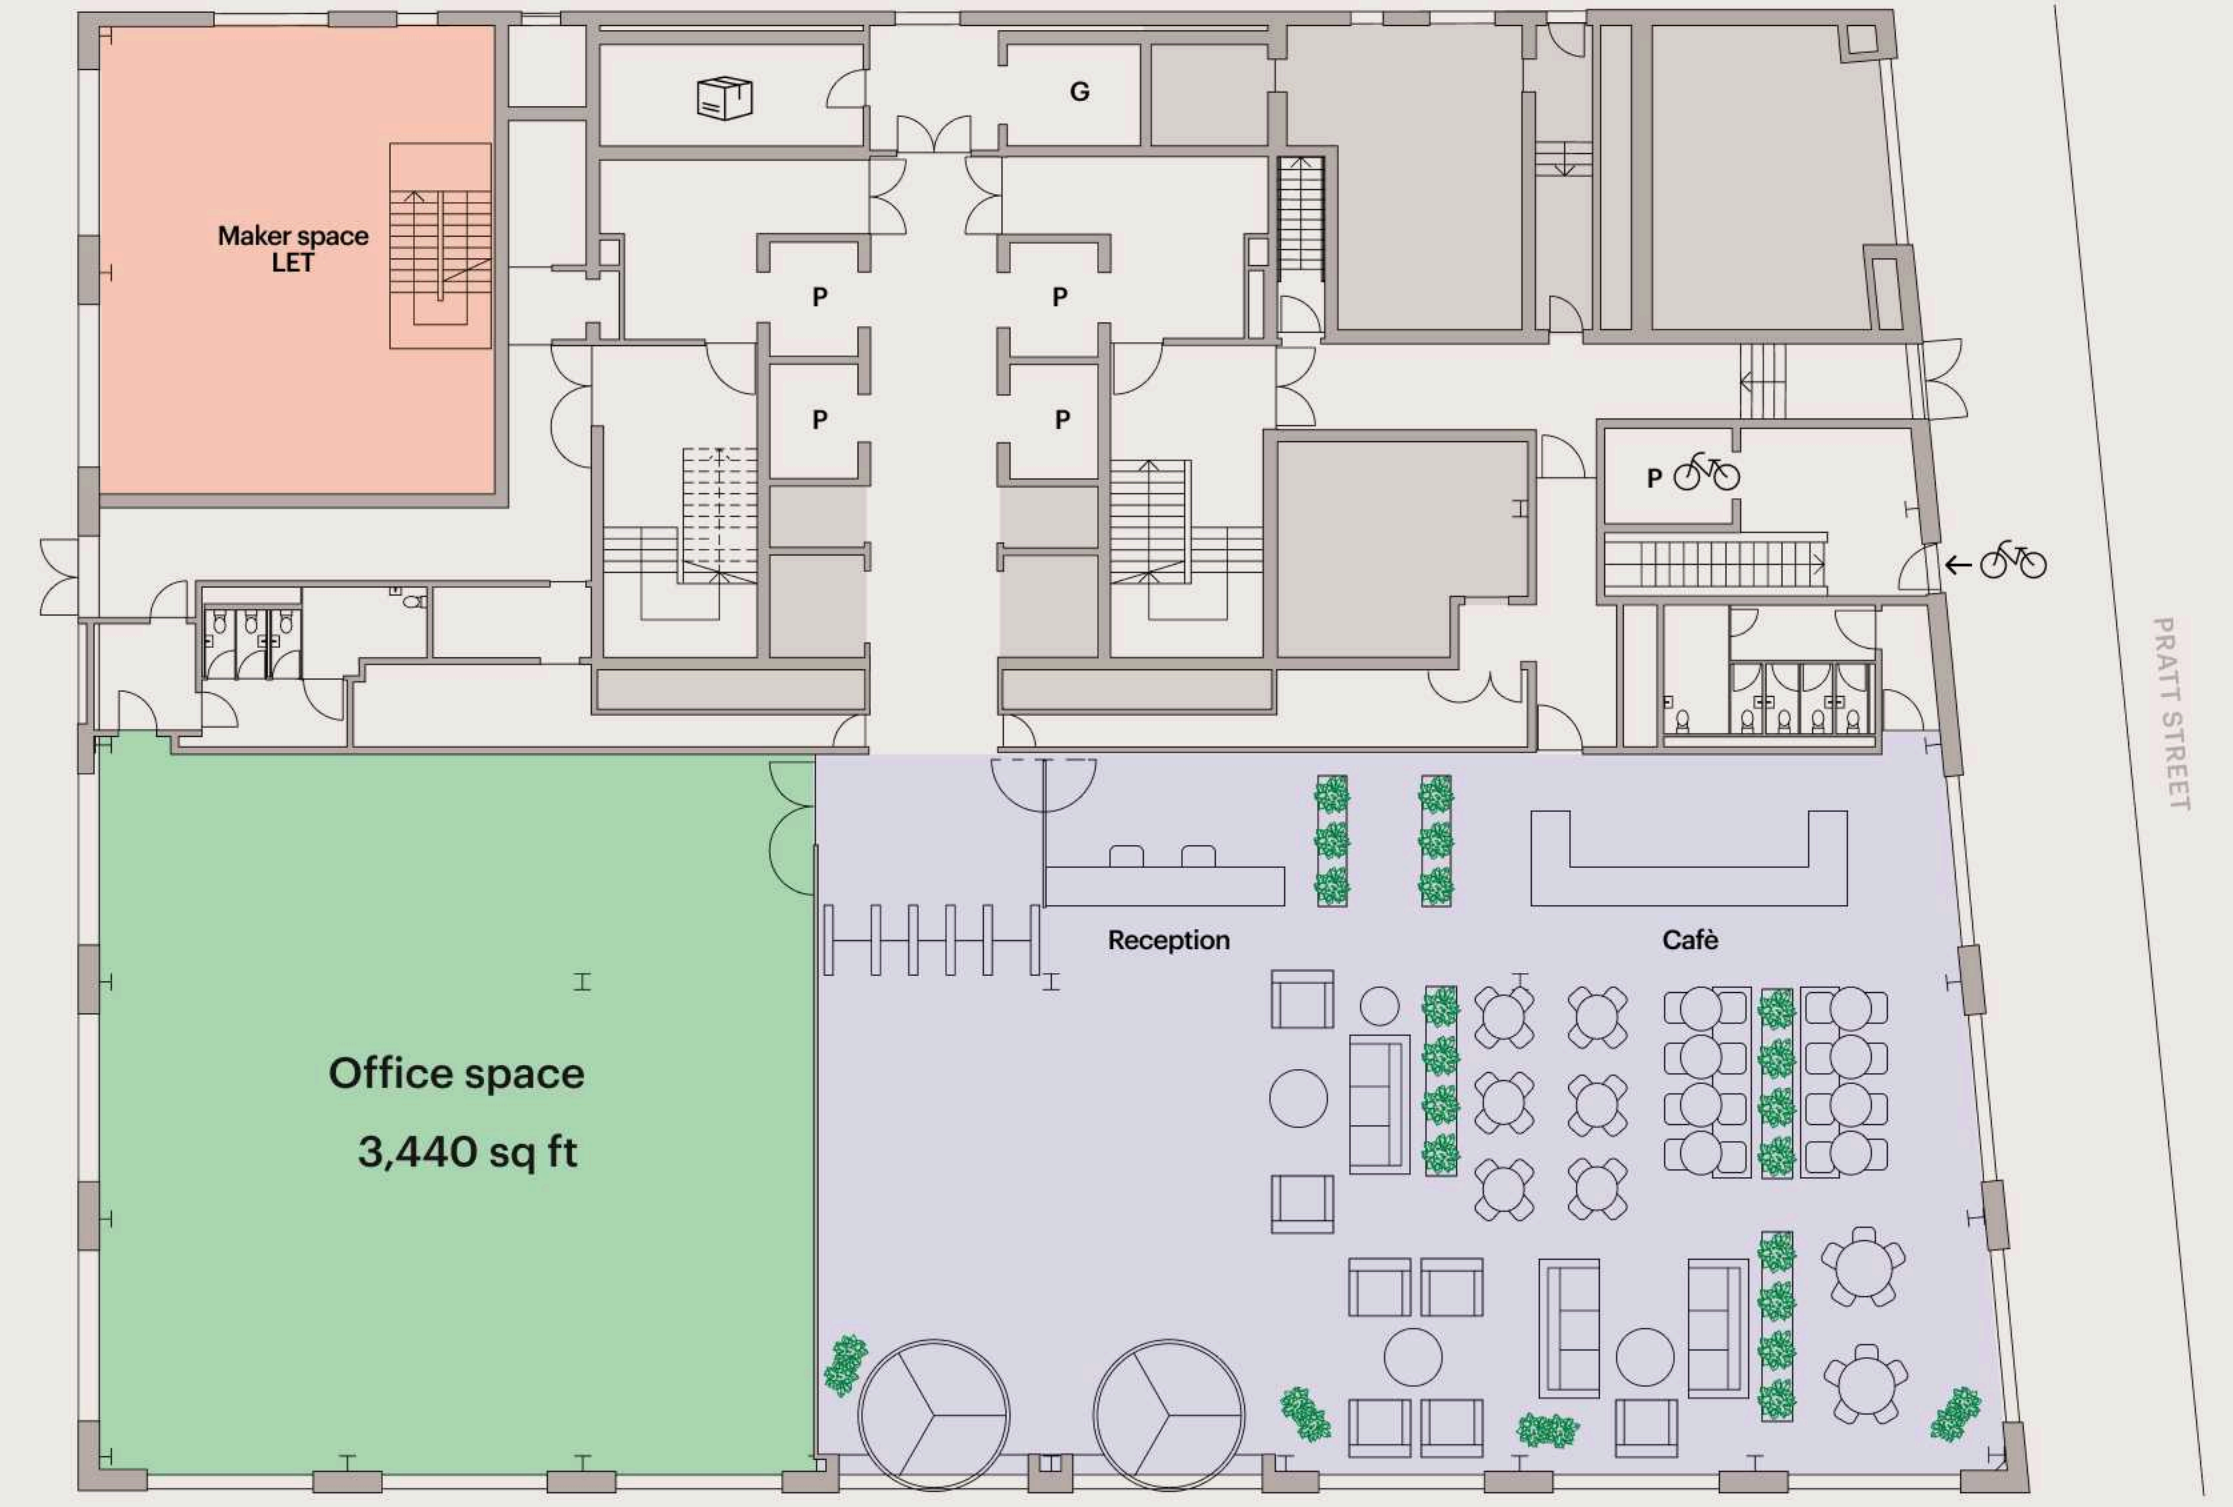 G
Maker space
LET
P
P
P
P
P
PRATT STREET
Reception
Cafè
Office space
3,440 sq ft